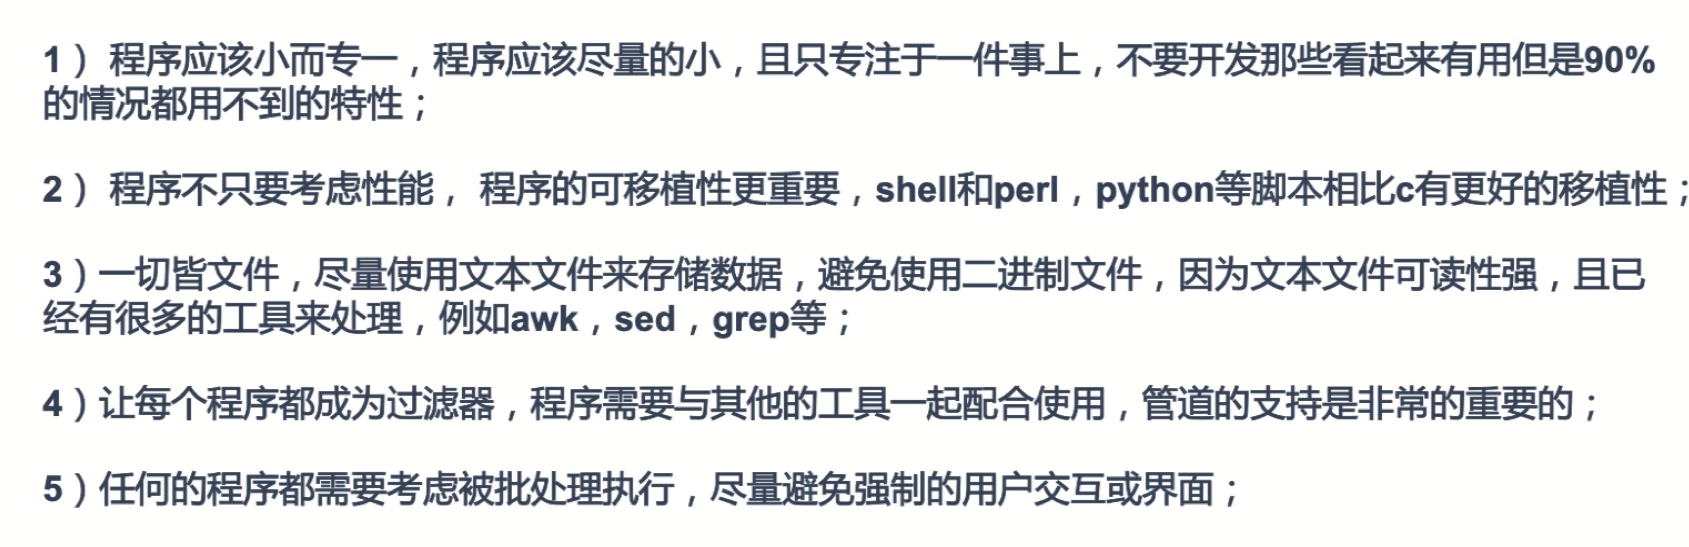 1） 程序应该小而专一，程序应该尽量的小，且只专注于一件事上，不要开发那些看起来有用但是90%
的情况都用不到的特性；
2） 程序不只要考虑性能， 程序的可移植性更重要，shell和perl，python等脚本相比c有更好的移植性；
3）一切皆文件，尽量使用文本文件来存储数据，避免使用二进制文件，因为文本文件可读性强，且已
经有很多的工具来处理，例如awk，sed，grep等；
4）让每个程序都成为过滤器，程序需要与其他的工具一起配合使用，管道的支持是非常的重要的；
5）任何的程序都需要考虑被批处理执行，尽量避免强制的用户交互或界面；